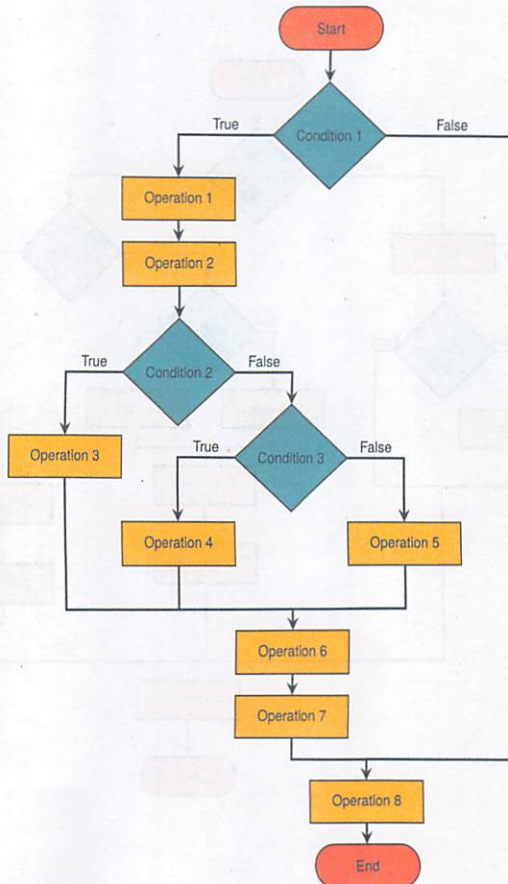 Start
True
Condition 1
False
Operation 1
Operation 2
True
Condition 2
False
Operation 3
True
Condition 3
False
Operation 4
Operation 5
Operation 6
Operation 7
Operation 8
End